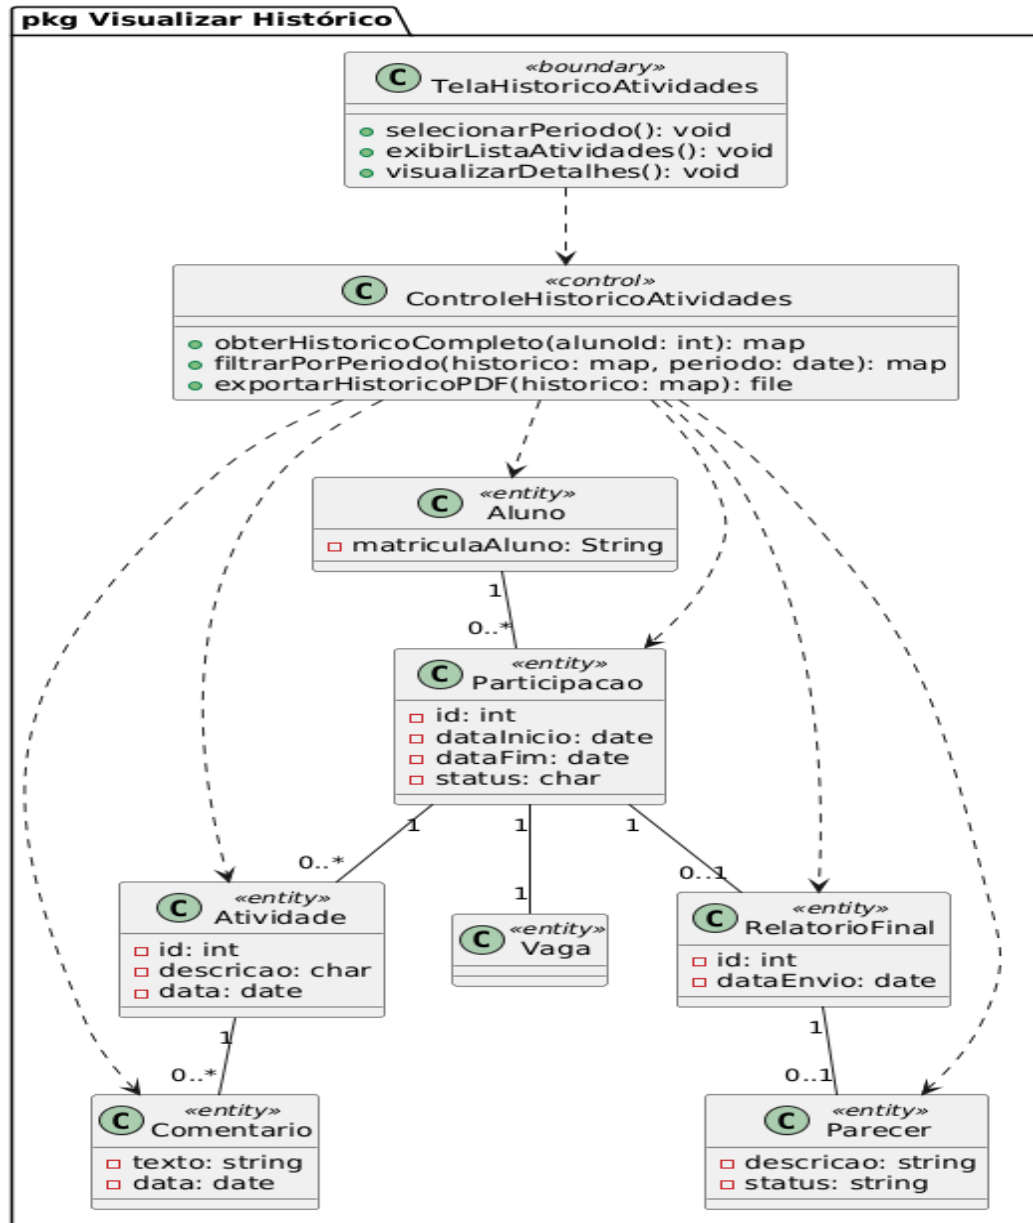 pkg Visualizar Histórico
C
«boundary»
TelaHistoricoAtividades
selecionarPeriodo(): void
exibirListaAtividades(): void
visualizarDetalhes(): void
C
«control»
ControleHistoricoAtividades
obterHistoricoCompleto(alunoId: int): map
filtrarPorPeriodo(historico: map, periodo: date): map
exportarHistoricoPDF(historico: map): file
C
«entity»
Aluno
matriculaAluno: String
1
0..*
C
«entity»
Participacao
id: int
dataInicio: date
dataFim: date
status: char
1
1
1
0..*
1
0..1
C
«entity»
Atividade
id: int
descricao: char
data: date
C
«entity»
Vaga
C
«entity»
RelatorioFinal
id: int
dataEnvio: date
1
0..*
1
0..1
C
«entity»
Comentario
texto: string
data: date
C
«entity»
Parecer
descricao: string
status: string